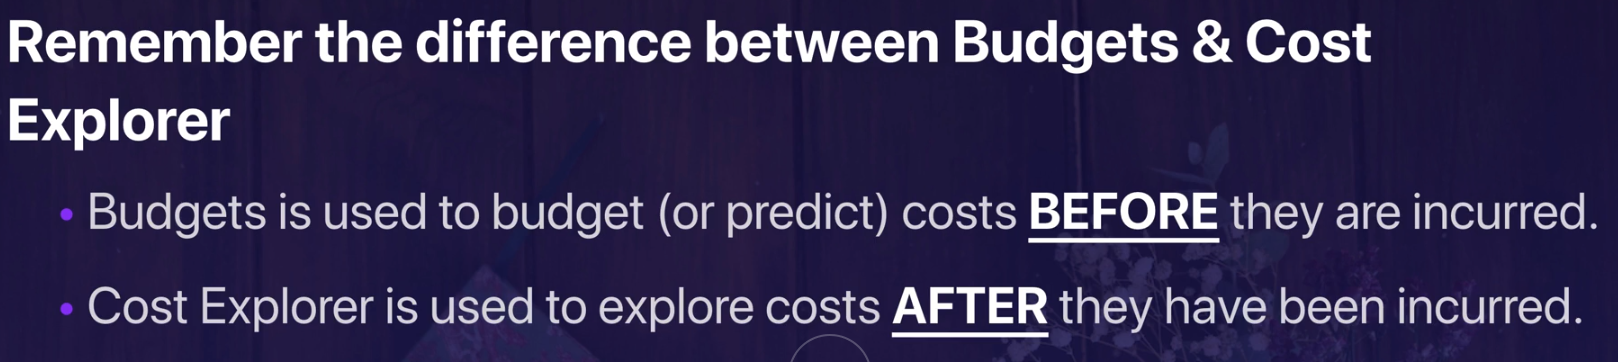 Remember the difference between Budgets & Cost
Explorer
• Budgets is used to budget (or predict) costs BEFORE they are incurred.
• Cost Explorer is used to explore costs AFTER they have been incurred.